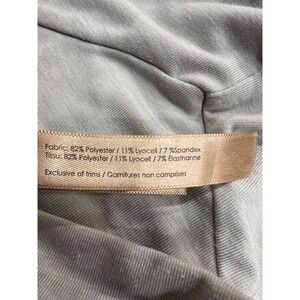 Fabric: 82% Polyester / 11% Lyocell / 7 %Spandex
Tissu: 82% Polyester / 11% Lyocell / 7% Élasthanne
Exclusive of trims / Garnitures non comprises